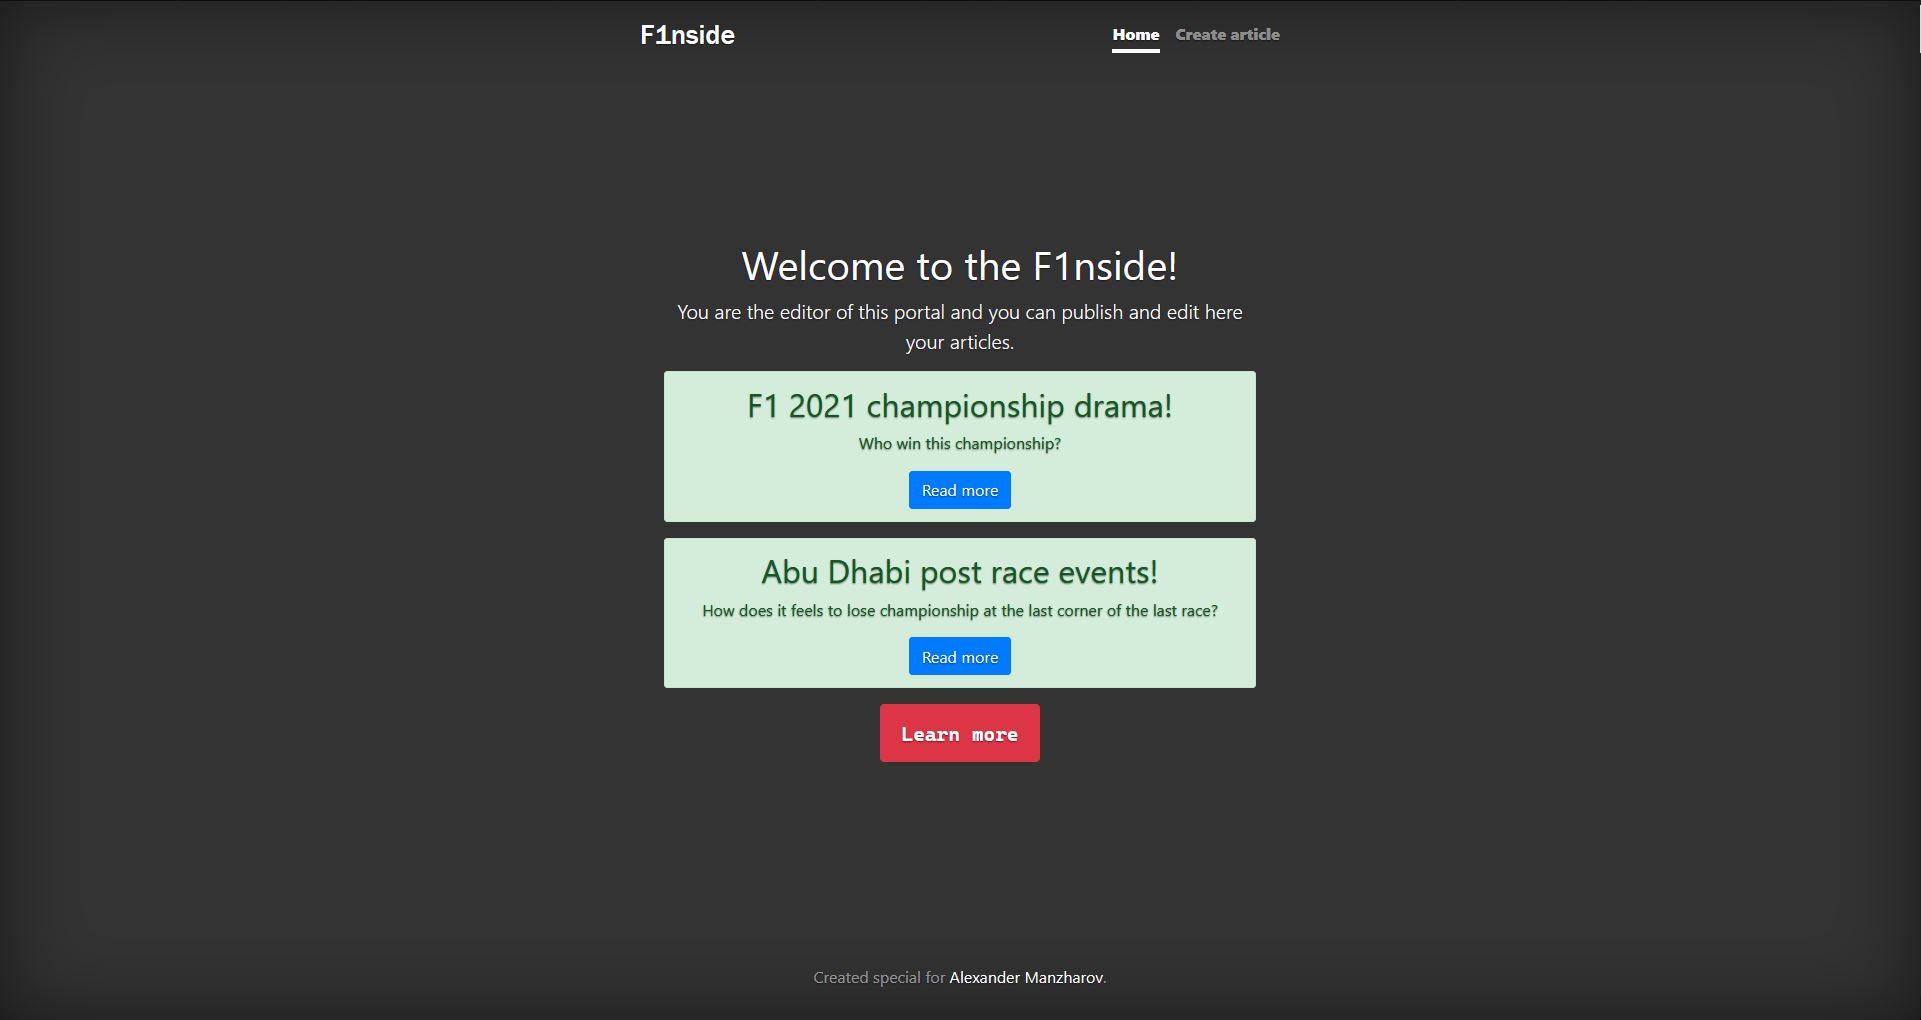 F1nside
Home Create article
Welcome to the F1nside!
You are the editor of this portal and you can publish and edit here
your articles.
F1 2021 championship drama!
Who win this championship?
Read more
Abu Dhabi post race events!
How does it feels to lose championship at the last corner of the last race?
Read more
Learn more
Created special for Alexander Manzharov.